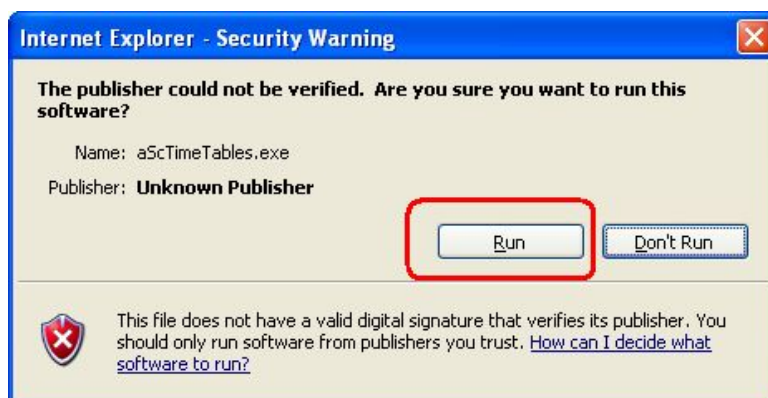 Internet Explorer - Security Warning
The publisher could not be verified. Are you sure you want to run this
software?
Name: aScTimeTables.exe
Publisher: Unknown Publisher
Run Don't Run
This file does not have a valid digital signature that verifies its publisher. You
should only run software from publishers you trust. How can I decide what
software to run?